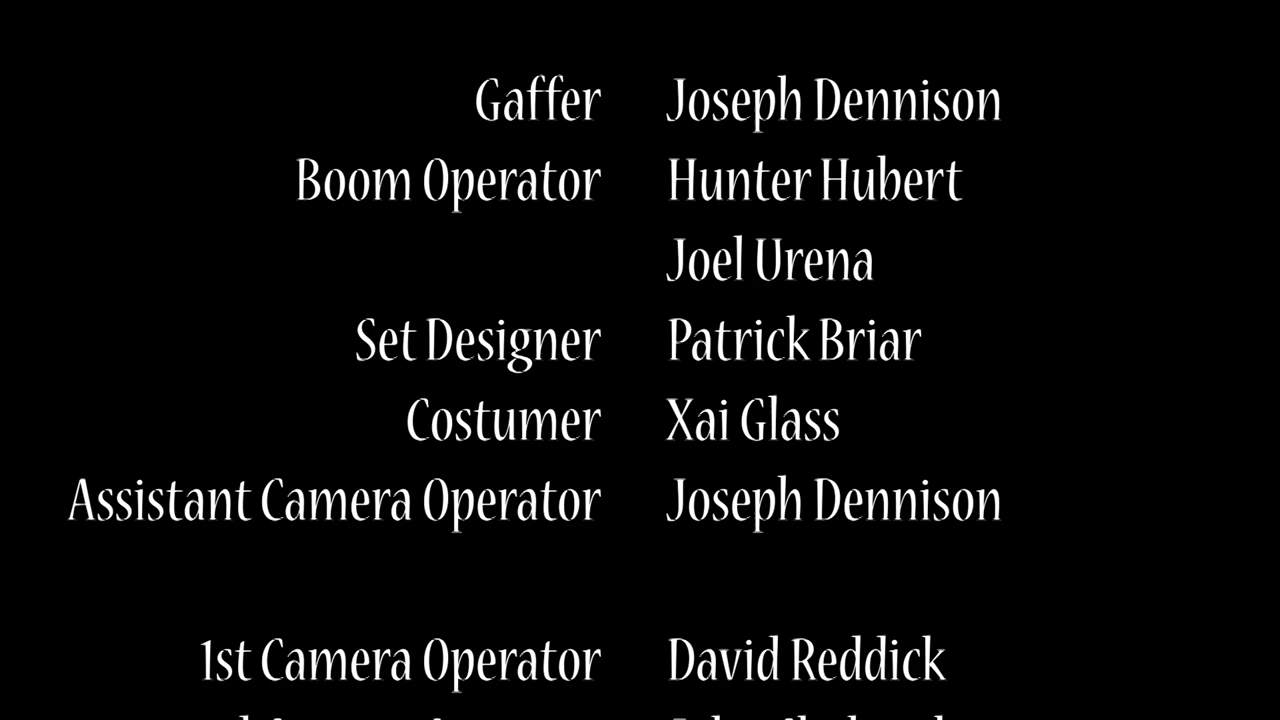 Gaffer Joseph Dennison
Boom Operator Hunter Hubert
Joel Urena
Set Designer Patrick Briar
Costumer Xai Glass
Assistant Camera Operator Joseph Dennison
1st Camera Operator David Reddick